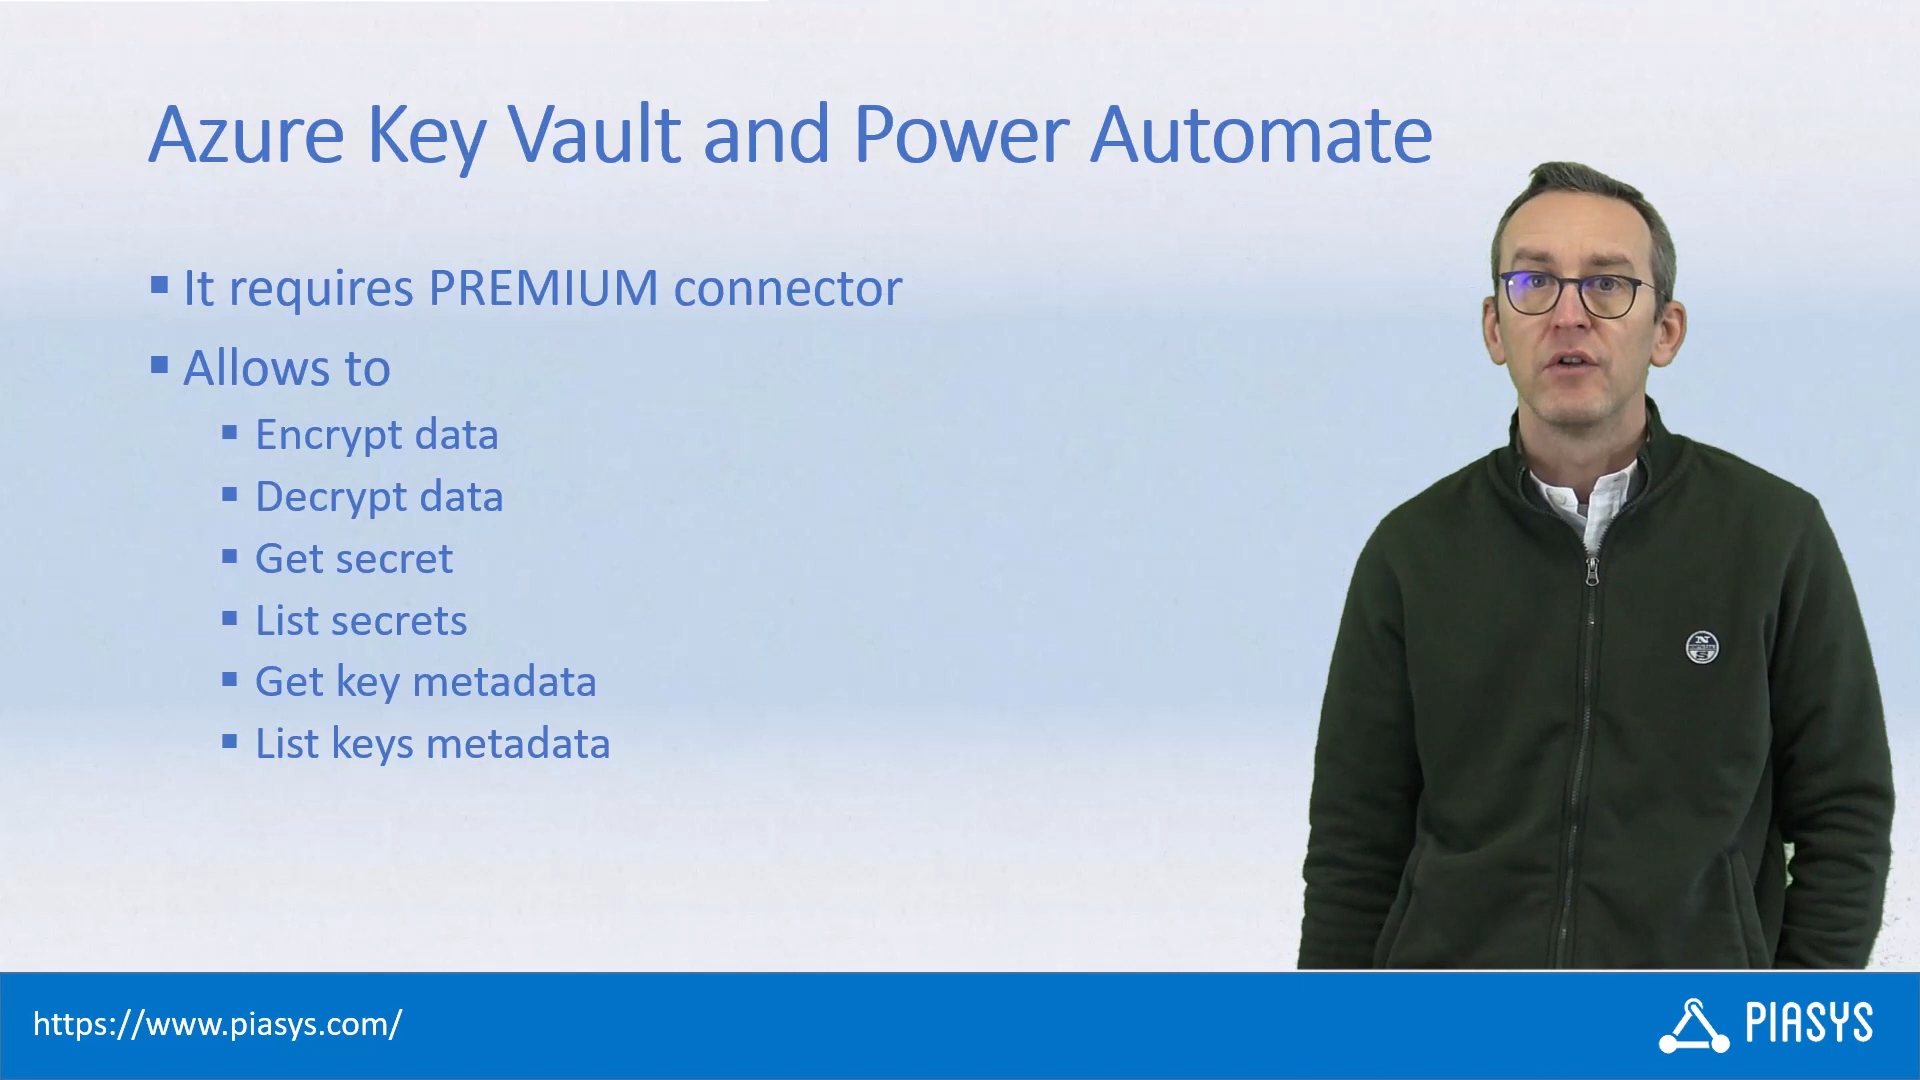 Azure Key Vault and Power Automate
It requires PREMIUM connector
Allows to
Encrypt data
Decrypt data
Get secret
List secrets
Get key metadata
List keys metadata
https://www.piasys.com/
PIASYS